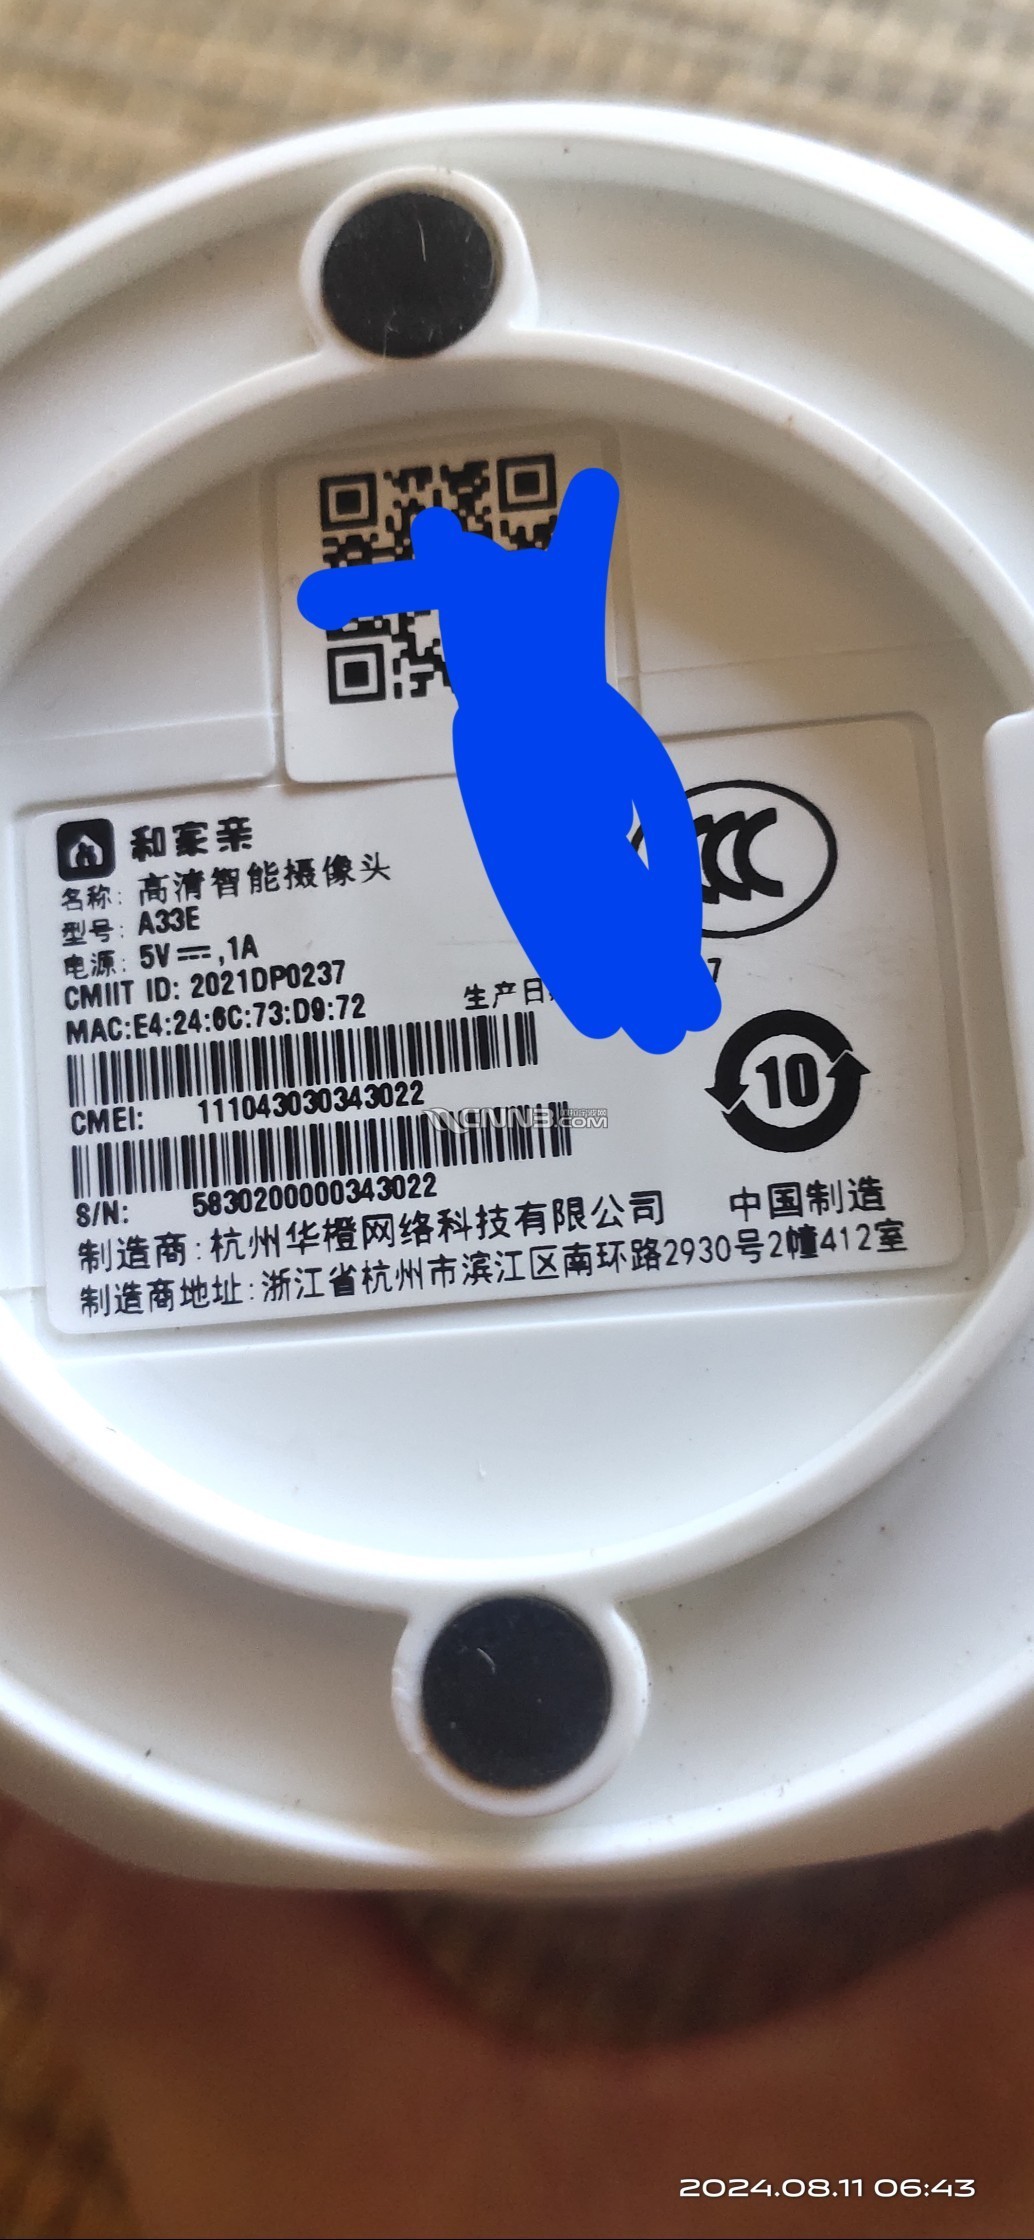 和家亲
名称: 高清智能摄像头
型号: A33E
电源: 5V⎓,1A
CMIIT ID: 2021DP0237
MAC:E4:24:6C:73:D9:72 生产日 7
CMEI: 111043030343022
S/N: 5830200000343022
制造商:杭州华橙网络科技有限公司 中国制造
制造商地址:浙江省杭州市滨江区南环路2930号2幢412室
CCC
10
CNNB.COM
2024.08.11 06:43